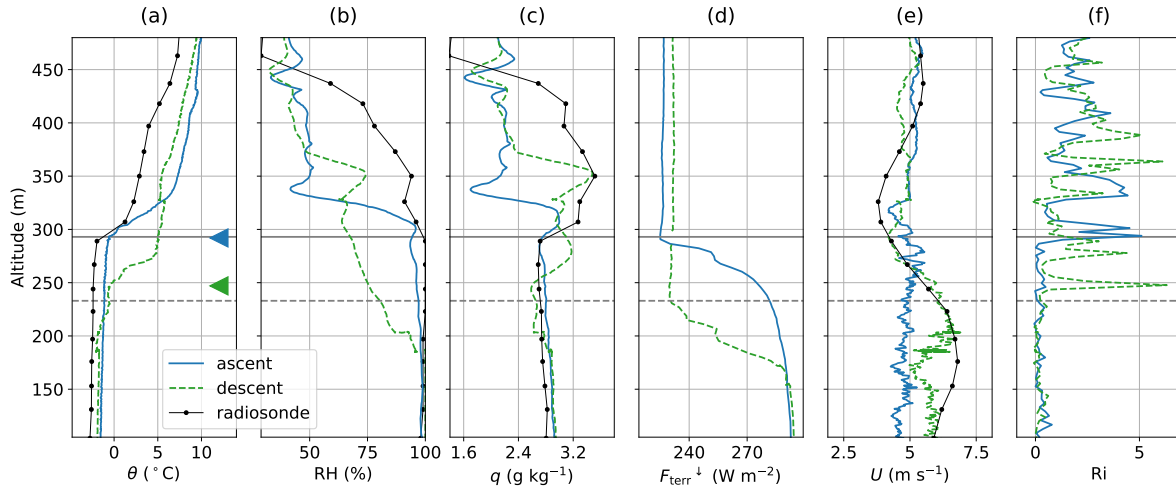 (a) (b) (c) (d) (e) (f)
450
400
350
300
250
200
150
Altitude (m)
ascent
descent
radiosonde
0 10
50 75 100
1.6 2.4 3.2
240 270
2.5 5.0 7.5
0 5
θ (°C)
RH (%)
q (g kg⁻¹)
F_terr↓ (W m⁻²)
U (m s⁻¹)
Ri